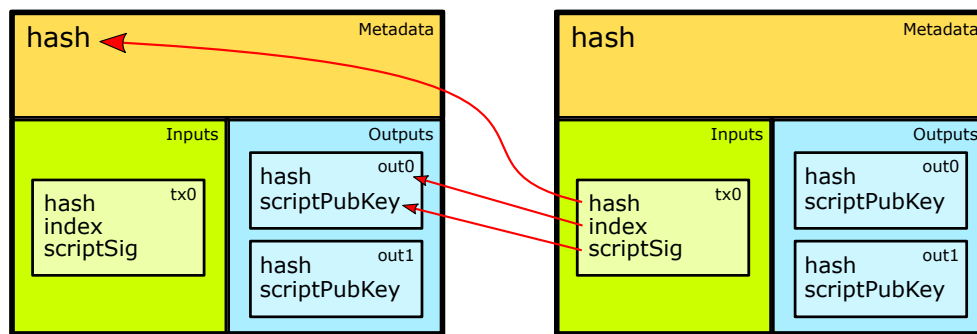 hash
Metadata
Inputs
tx0
hash
index
scriptSig
Outputs
out0
hash
scriptPubKey
out1
hash
scriptPubKey
hash
Metadata
Inputs
tx0
hash
index
scriptSig
Outputs
out0
hash
scriptPubKey
out1
hash
scriptPubKey